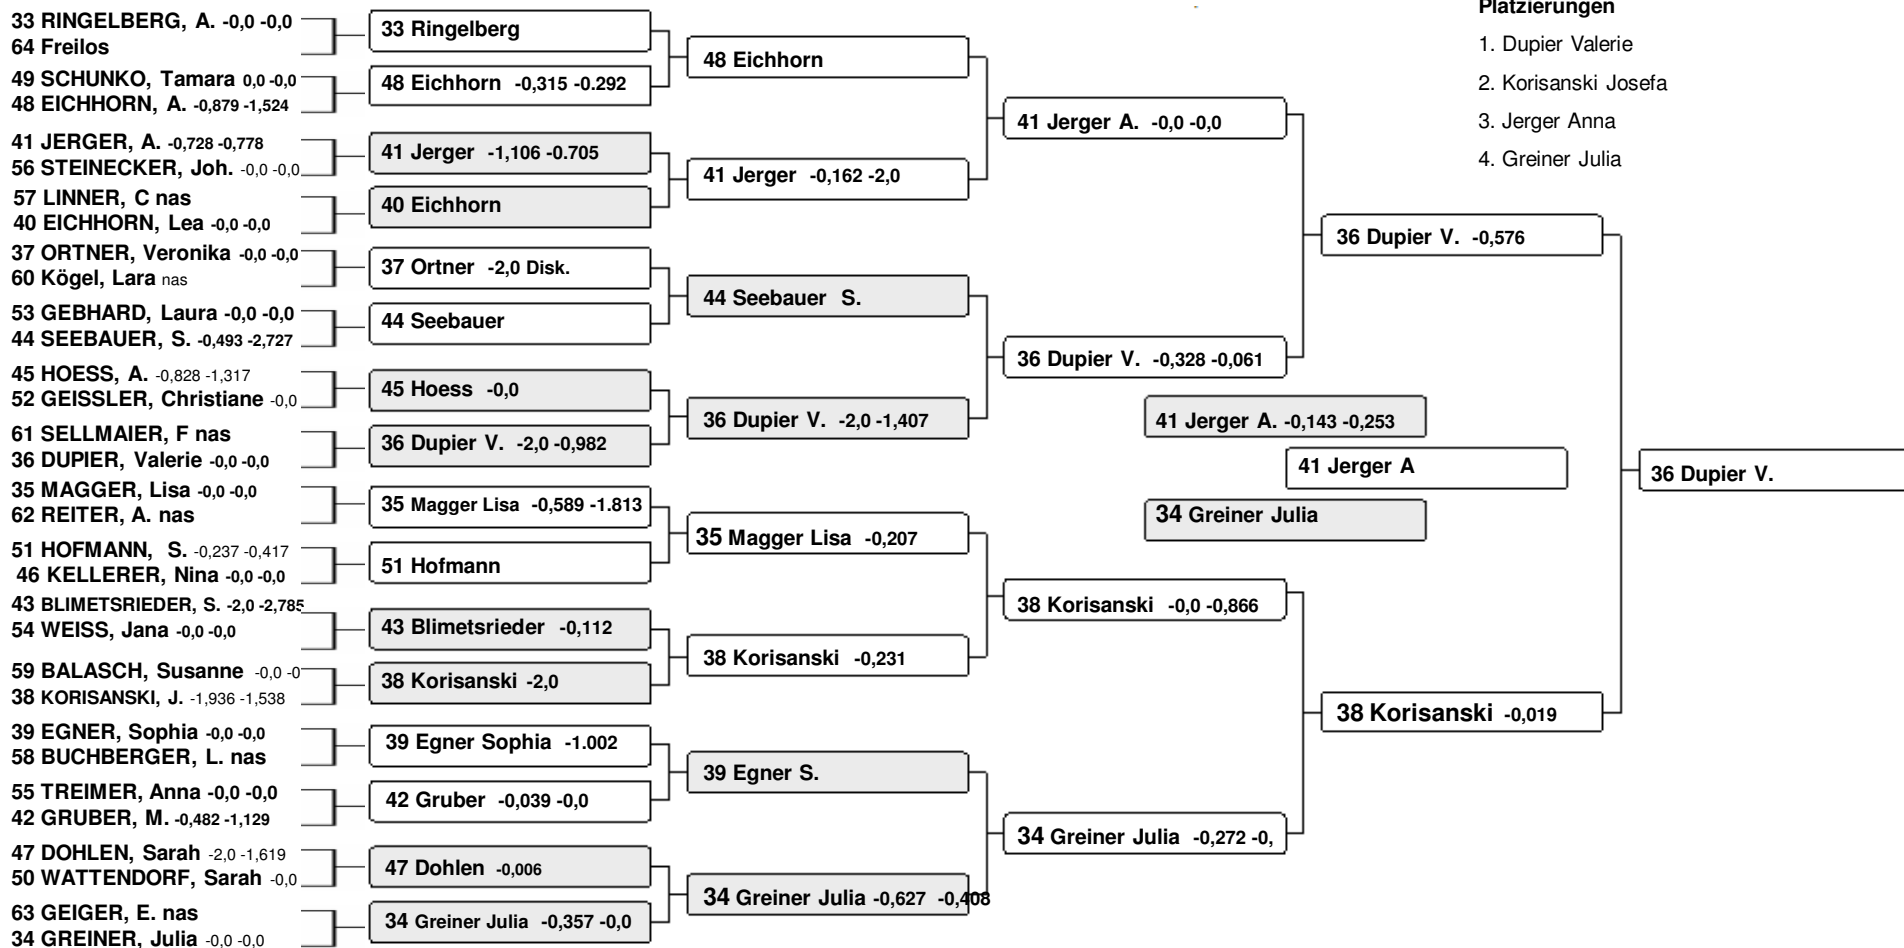 33 RINGELBERG, A. -0,0 -0,0
64 Freilos
49 SCHUNKO, Tamara 0,0 -0,0
48 EICHHORN, A. -0,879 -1,524
41 JERGER, A. -0,728 -0,778
56 STEINECKER, Joh. -0,0 -0,0
57 LINNER, C nas
40 EICHHORN, Lea -0,0 -0,0
37 ORTNER, Veronika -0,0 -0,0
60 Kögel, Lara nas
53 GEBHARD, Laura -0,0 -0,0
44 SEEBAUER, S. -0,493 -2,727
45 HOESS, A. -0,828 -1,317
52 GEISSLER, Christiane -0,0
61 SELLMAIER, F nas
36 DUPIER, Valerie -0,0 -0,0
35 MAGGER, Lisa -0,0 -0,0
62 REITER, A. nas
51 HOFMANN, S. -0,237 -0,417
46 KELLERER, Nina -0,0 -0,0
43 BLIMETSRIEDER, S. -2,0 -2,785
54 WEISS, Jana -0,0 -0,0
59 BALASCH, Susanne -0,0 -0
38 KORISANSKI, J. -1,936 -1,538
39 EGNER, Sophia -0,0 -0,0
58 BUCHBERGER, L. nas
55 TREIMER, Anna -0,0 -0,0
42 GRUBER, M. -0,482 -1,129
47 DOHLEN, Sarah -2,0 -1,619
50 WATTENDORF, Sarah -0,0
63 GEIGER, E. nas
34 GREINER, Julia -0,0 -0,0
33 Ringelberg
48 Eichhorn -0,315 -0.292
41 Jerger -1,106 -0.705
40 Eichhorn
37 Ortner -2,0 Disk.
44 Seebauer
45 Hoess -0,0
36 Dupier V. -2,0 -0,982
35 Magger Lisa -0,589 -1.813
51 Hofmann
43 Blimetsrieder -0,112
38 Korisanski -2,0
39 Egner Sophia -1.002
42 Gruber -0,039 -0,0
47 Dohlen -0,006
34 Greiner Julia -0,357 -0,0
48 Eichhorn
41 Jerger -0,162 -2,0
44 Seebauer S.
36 Dupier V. -2,0 -1,407
35 Magger Lisa -0,207
38 Korisanski -0,231
39 Egner S.
34 Greiner Julia -0,627 -0,408
41 Jerger A. -0,0 -0,0
36 Dupier V. -0,328 -0,061
38 Korisanski -0,0 -0,866
34 Greiner Julia -0,272 -0,
41 Jerger A. -0,143 -0,253
41 Jerger A
34 Greiner Julia
36 Dupier V. -0,576
38 Korisanski -0,019
36 Dupier V.
Platzierungen
1. Dupier Valerie
2. Korisanski Josefa
3. Jerger Anna
4. Greiner Julia